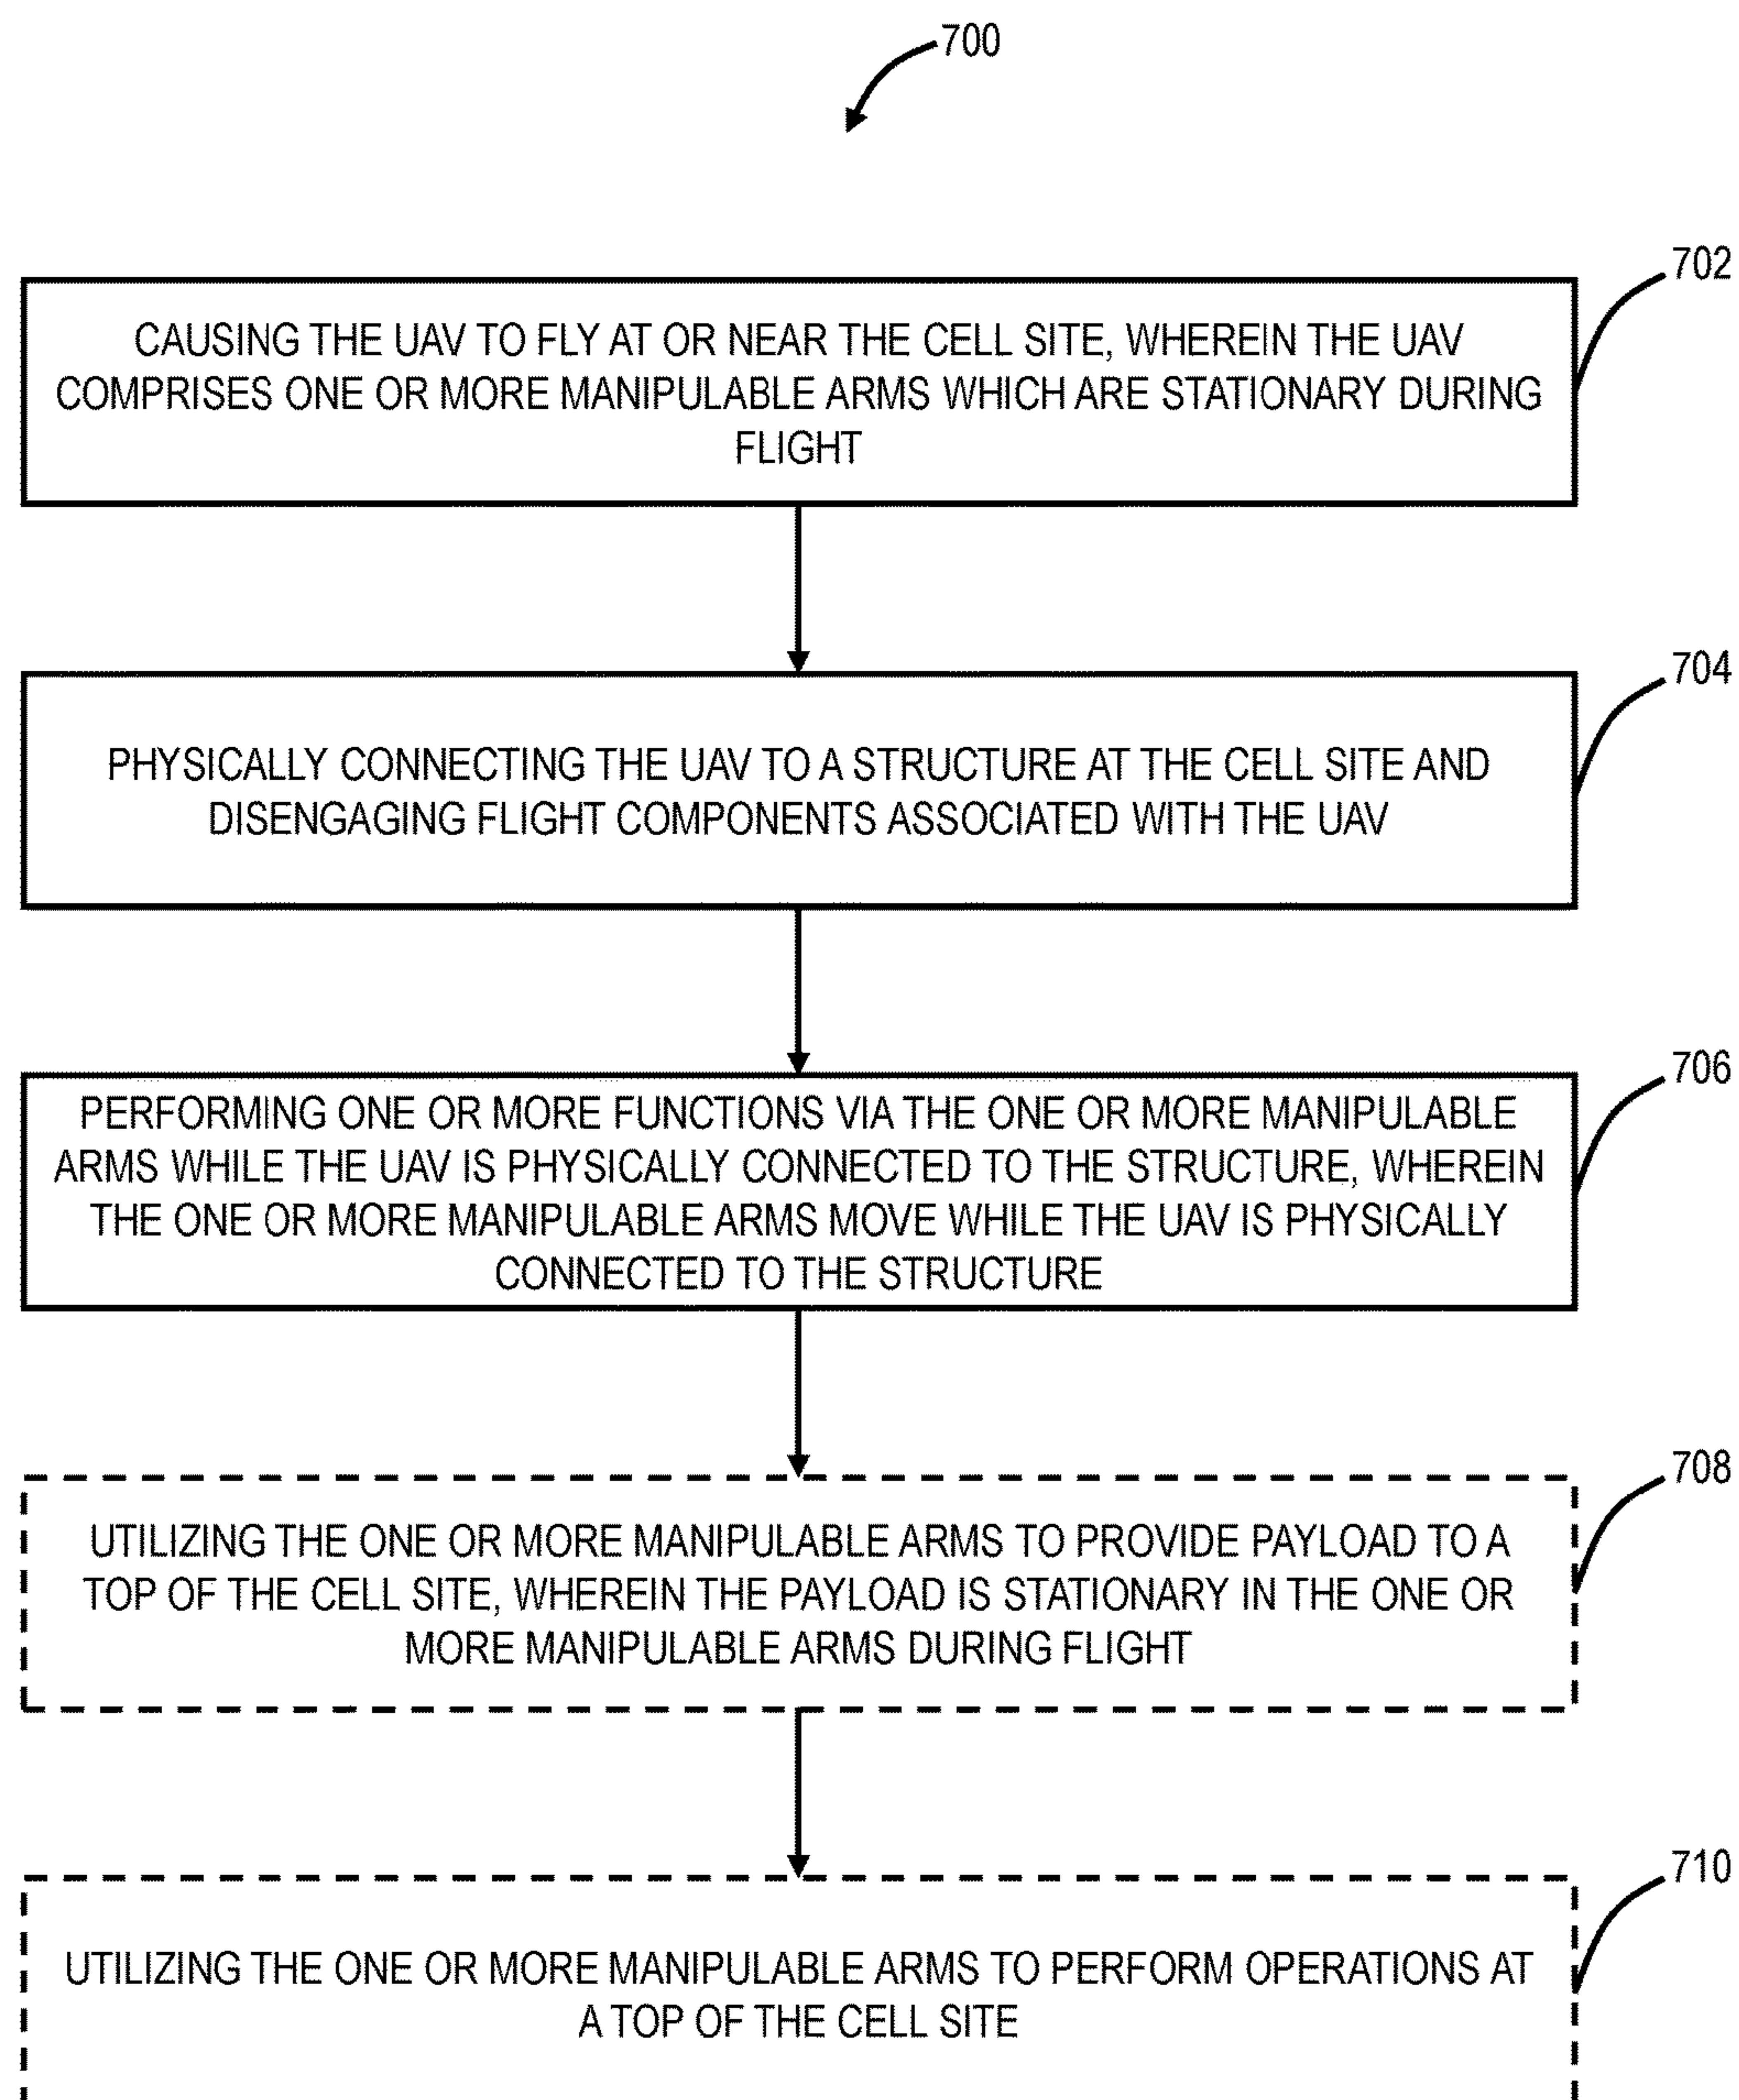 700
702
CAUSING THE UAV TO FLY AT OR NEAR THE CELL SITE, WHEREIN THE UAV
COMPRISES ONE OR MORE MANIPULABLE ARMS WHICH ARE STATIONARY DURING
FLIGHT
704
PHYSICALLY CONNECTING THE UAV TO A STRUCTURE AT THE CELL SITE AND
DISENGAGING FLIGHT COMPONENTS ASSOCIATED WITH THE UAV
706
PERFORMING ONE OR MORE FUNCTIONS VIA THE ONE OR MORE MANIPULABLE
ARMS WHILE THE UAV IS PHYSICALLY CONNECTED TO THE STRUCTURE, WHEREIN
THE ONE OR MORE MANIPULABLE ARMS MOVE WHILE THE UAV IS PHYSICALLY
CONNECTED TO THE STRUCTURE
708
UTILIZING THE ONE OR MORE MANIPULABLE ARMS TO PROVIDE PAYLOAD TO A
TOP OF THE CELL SITE, WHEREIN THE PAYLOAD IS STATIONARY IN THE ONE OR
MORE MANIPULABLE ARMS DURING FLIGHT
710
UTILIZING THE ONE OR MORE MANIPULABLE ARMS TO PERFORM OPERATIONS AT
A TOP OF THE CELL SITE